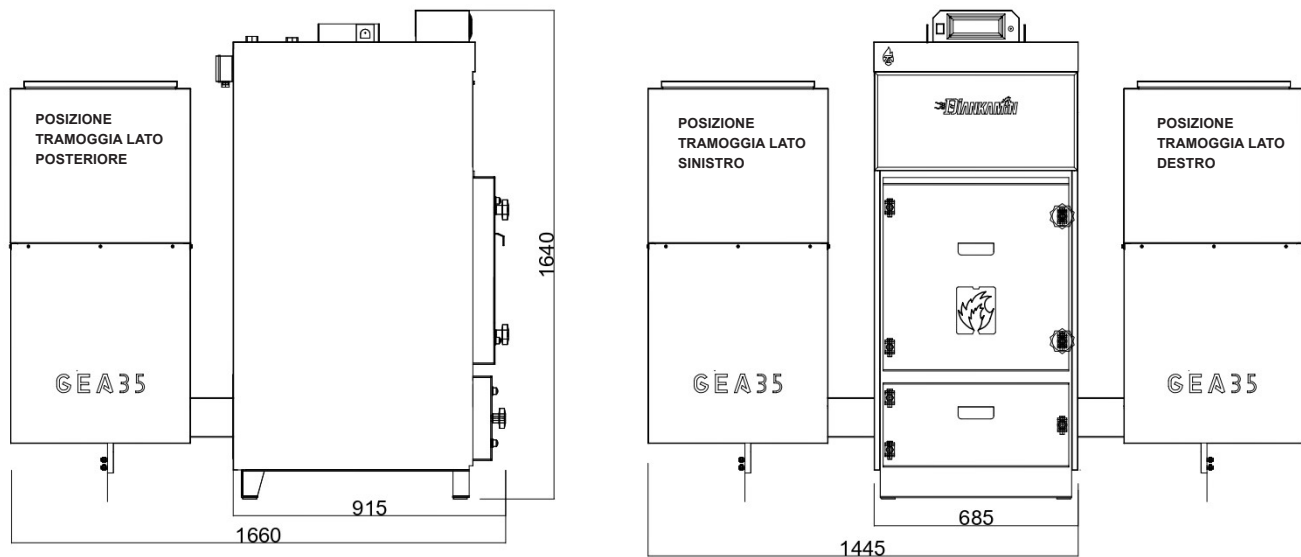 POSIZIONE
TRAMOGGIA LATO
POSTERIORE
GEA35
1640
915
1660
BIANKAMIN
POSIZIONE
TRAMOGGIA LATO
SINISTRO
GEA35
POSIZIONE
TRAMOGGIA LATO
DESTRO
GEA35
685
1445